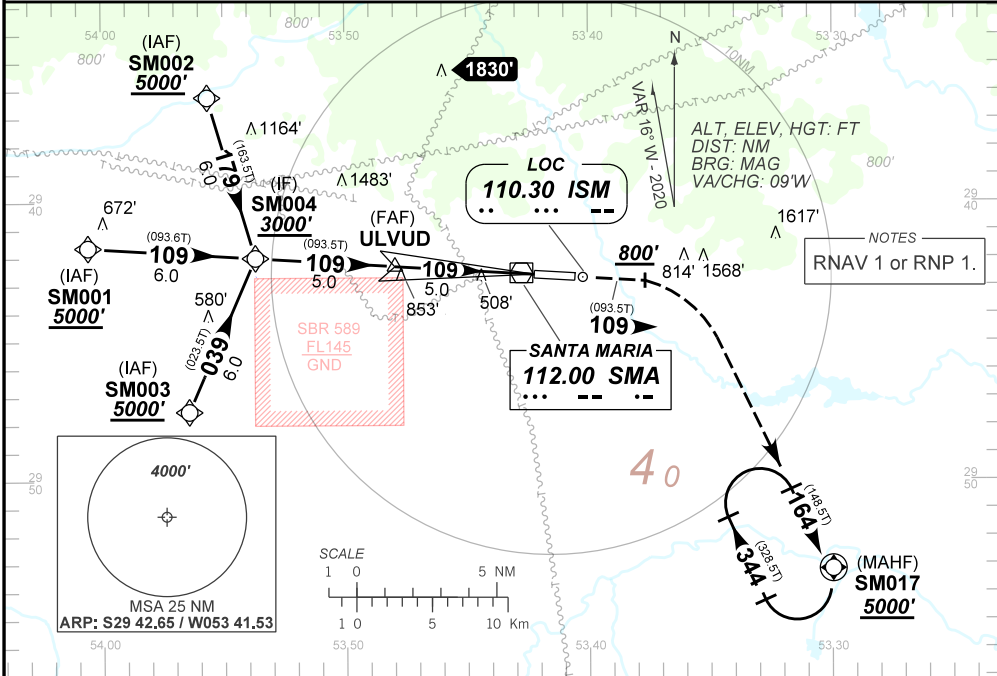 54,00
53,50
53,40
53,30
800'
(IAF)
SM002
5000'
800'
1830'
10NM
N
VAR 16° W - 2020
ALT, ELEV, HGT: FT
DIST: NM
BRG: MAG
VA/CHG: 09'W
800'
1164'
(163.5T)
179
6.0
1483'
LOC
110.30 ISM
.. ... --
29
40
29
40
672'
(IF)
SM004
3000'
(FAF)
ULVUD
1617'
NOTES
RNAV 1 or RNP 1.
(093.6T)
109
6.0
(093.5T)
109
5.0
109
5.0
800'
814'
1568'
(IAF)
SM001
5000'
580'
853'
508'
(093.5T)
109
(023.5T)
039
6.0
SBR 589
FL145
GND
SANTA MARIA
112.00 SMA
... -- .-
(IAF)
SM003
5000'
4000'
40
29
50
29
50
(148.5T)
164
(328.5T)
344
(MAHF)
SM017
5000'
SCALE
1 0 5 NM
1 0 5 10 Km
MSA 25 NM
ARP: S29 42.65 / W053 41.53
54,00
53,50
53,40
53,30